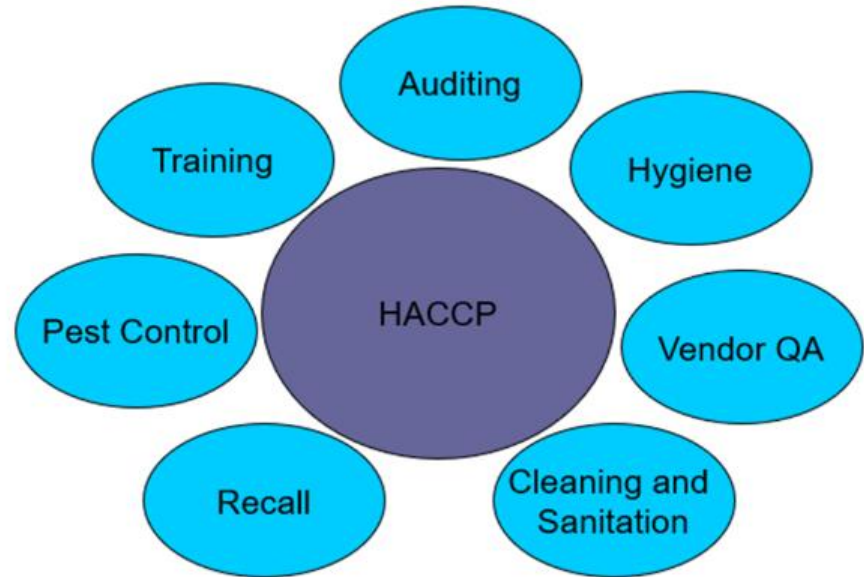 Auditing
Training
Hygiene
HACCP
Pest Control
Vendor QA
Recall
Cleaning and
Sanitation